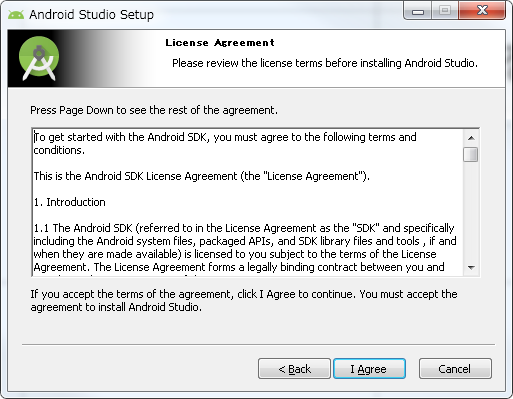 Android Studio Setup
License Agreement
Please review the license terms before installing Android Studio.
Press Page Down to see the rest of the agreement.
To get started with the Android SDK, you must agree to the following terms and
conditions.
This is the Android SDK License Agreement (the "License Agreement").
1. Introduction
1.1 The Android SDK (referred to in the License Agreement as the "SDK" and specifically
including the Android system files, packaged APIs, and SDK library files and tools , if and
when they are made available) is licensed to you subject to the terms of the License
Agreement. The License Agreement forms a legally binding contract between you and
If you accept the terms of the agreement, click I Agree to continue. You must accept the
agreement to install Android Studio.
< Back
I Agree
Cancel